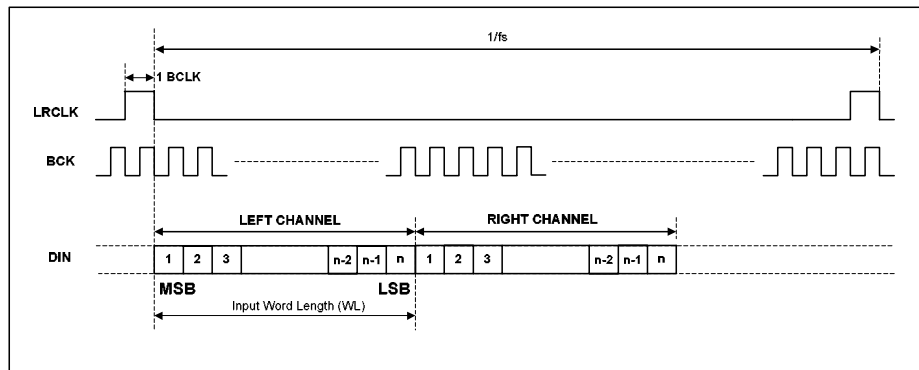 1/fs
1 BCLK
LRCLK
BCK
LEFT CHANNEL RIGHT CHANNEL
DIN 1 2 3 n-2 n-1 n 1 2 3 n-2 n-1 n
MSB LSB
Input Word Length (WL)